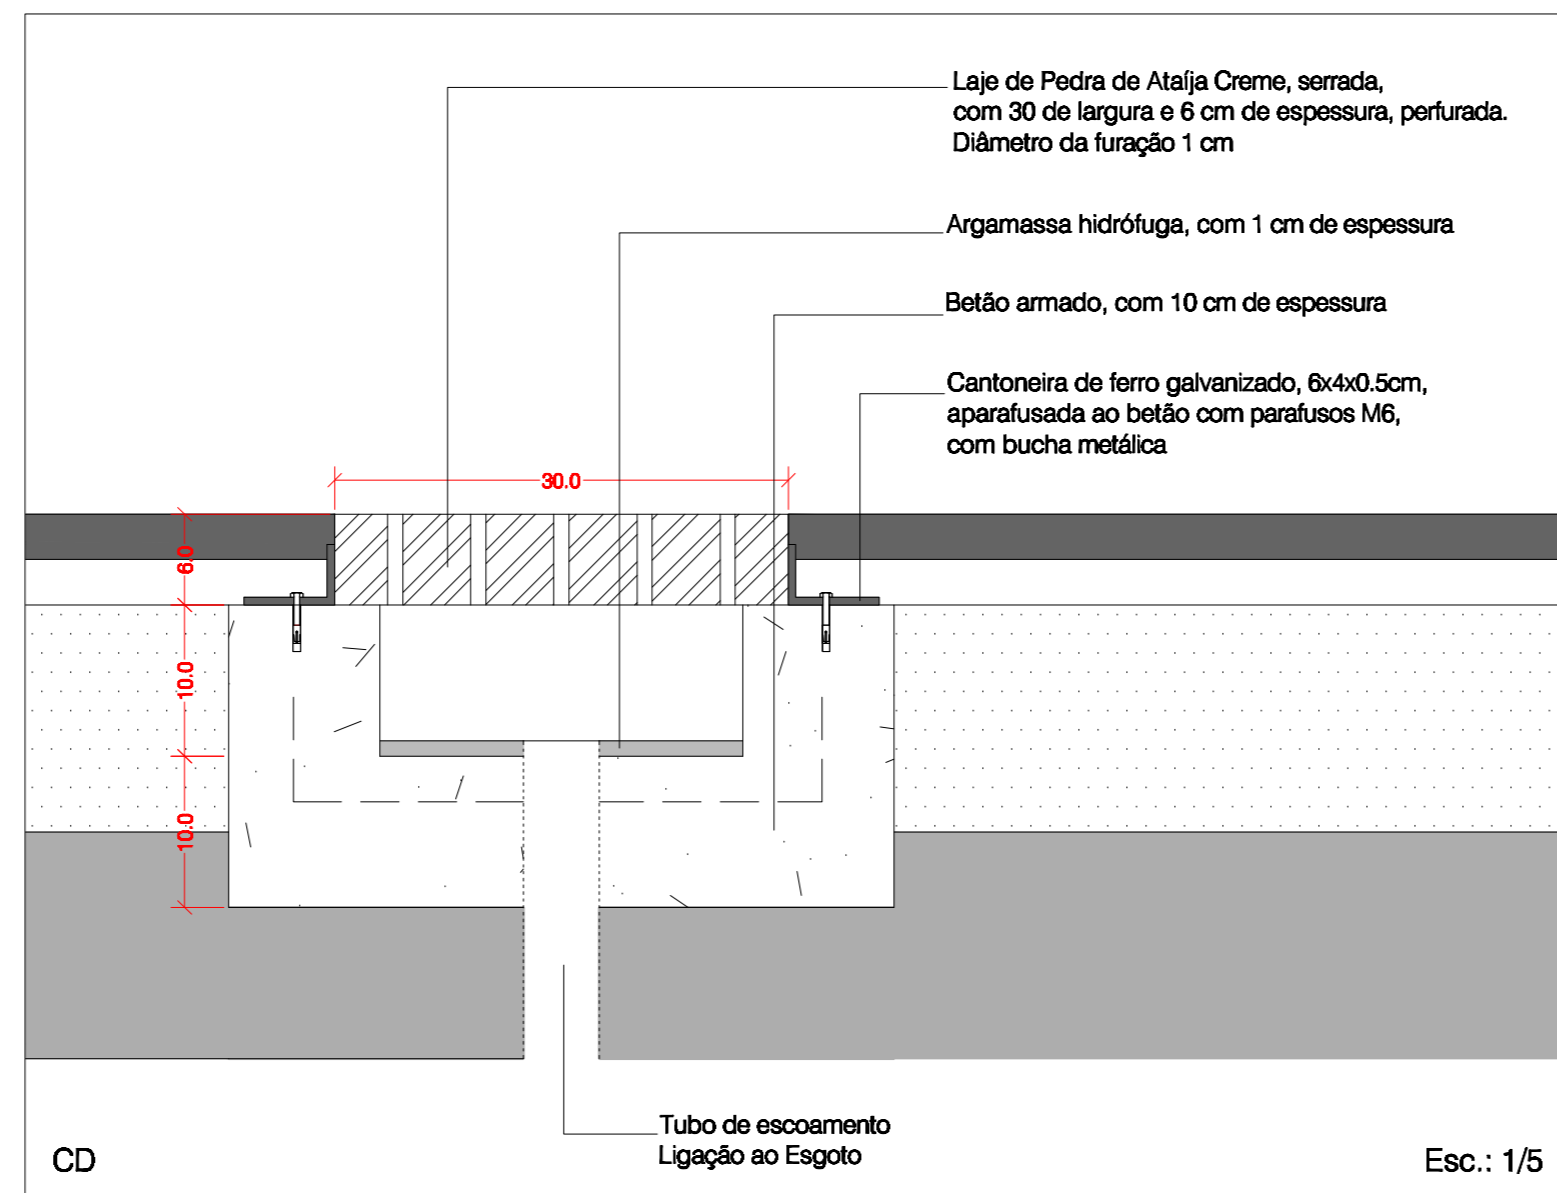 Laje de Pedra de Ataíja Creme, serrada,
com 30 de largura e 6 cm de espessura, perfurada.
Diâmetro da furação 1 cm
Argamassa hidrófuga, com 1 cm de espessura
Betão armado, com 10 cm de espessura
Cantoneira de ferro galvanizado, 6x4x0.5cm,
aparafusada ao betão com parafusos M6,
com bucha metálica
30.0
6.0
10.0
10.0
Tubo de escoamento
Ligação ao Esgoto
CD
Esc.: 1/5